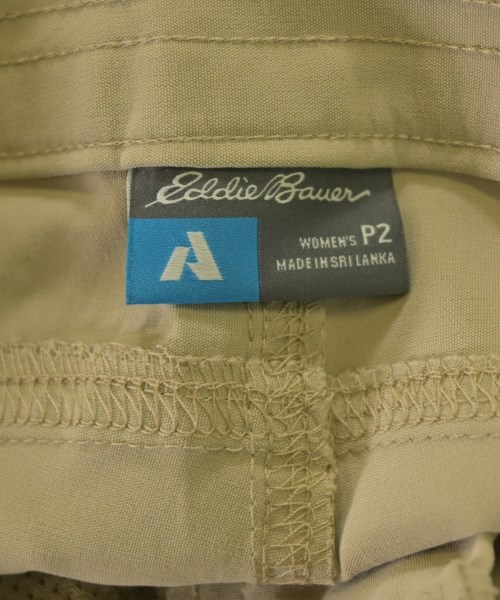 Eddie Bauer
WOMEN'S P2
MADE IN SRI LANKA